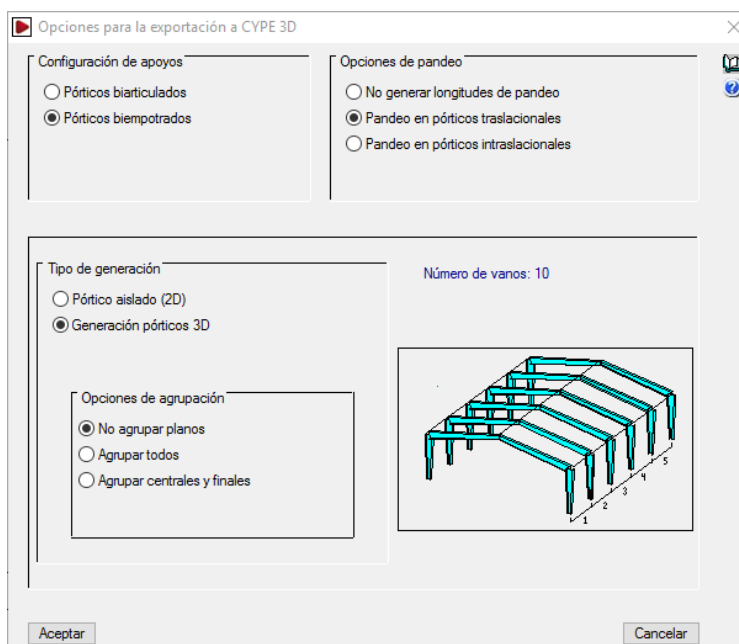 Opciones para la exportación a CYPE 3D
Configuración de apoyos
Pórticos biarticulados
Pórticos biempotrados
Opciones de pandeo
No generar longitudes de pandeo
Pandeo en pórticos traslacionales
Pandeo en pórticos intraslacionales
Tipo de generación
Pórtico aislado (2D)
Generación pórticos 3D
Opciones de agrupación
No agrupar planos
Agrupar todos
Agrupar centrales y finales
Número de vanos: 10
1
2
3
4
5
Aceptar
Cancelar